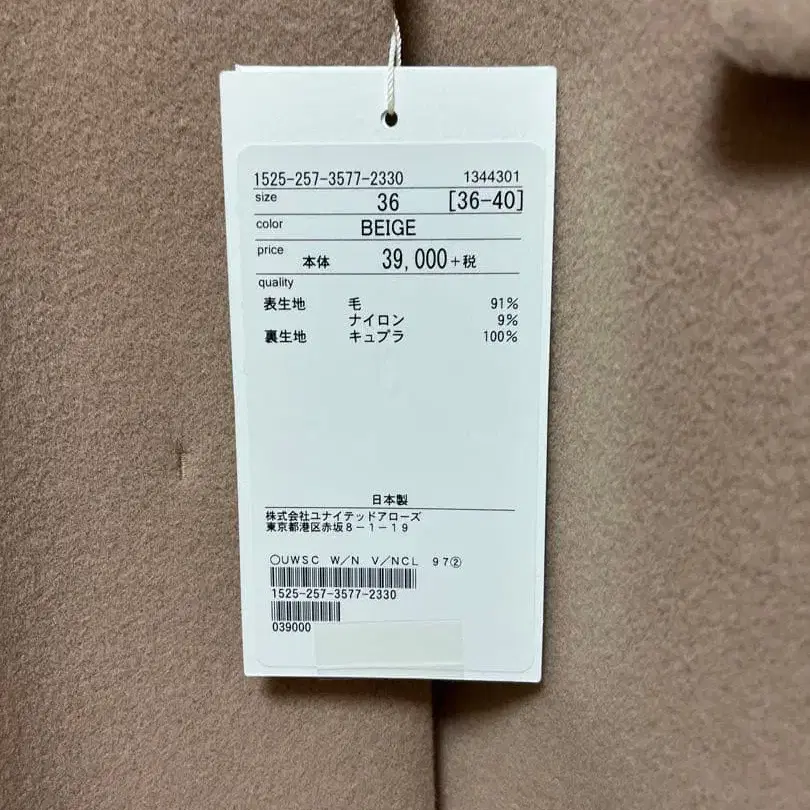 1525-257-3577-2330 1344301
size 36 [36-40]
color BEIGE
price 本体 39,000+税
quality
表生地 毛 91%
ナイロン 9%
裏生地 キュプラ 100%
日本製
株式会社ユナイテッドアローズ
東京都港区赤坂8-1-19
○UWSC W/N V/NCL 97②
1525-257-3577-2330
039000